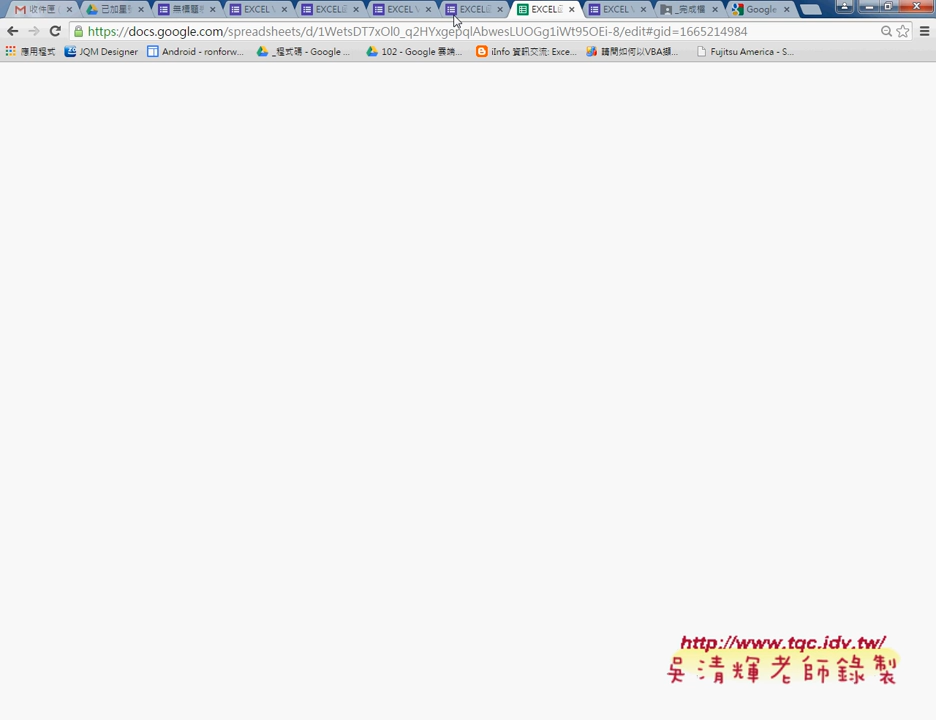 收件匣
已加星號
無標題
EXCEL V
EXCEL
EXCEL V
EXCEL
EXCEL
EXCEL V
_完成檔
Google
https://docs.google.com/spreadsheets/d/1WetsDT7xOl0_q2HYxgepqlAbwesLUOGg1iWt95OEi-8/edit#gid=1665214984
應用程式
JQM Designer
Android - ronforw...
_程式碼 - Google ...
102 - Google 雲端...
iInfo 資訊交流: Exce...
請問如何以VBA擷...
Fujitsu America - S...
http://www.tqc.idv.tw/
吳清輝老師錄製